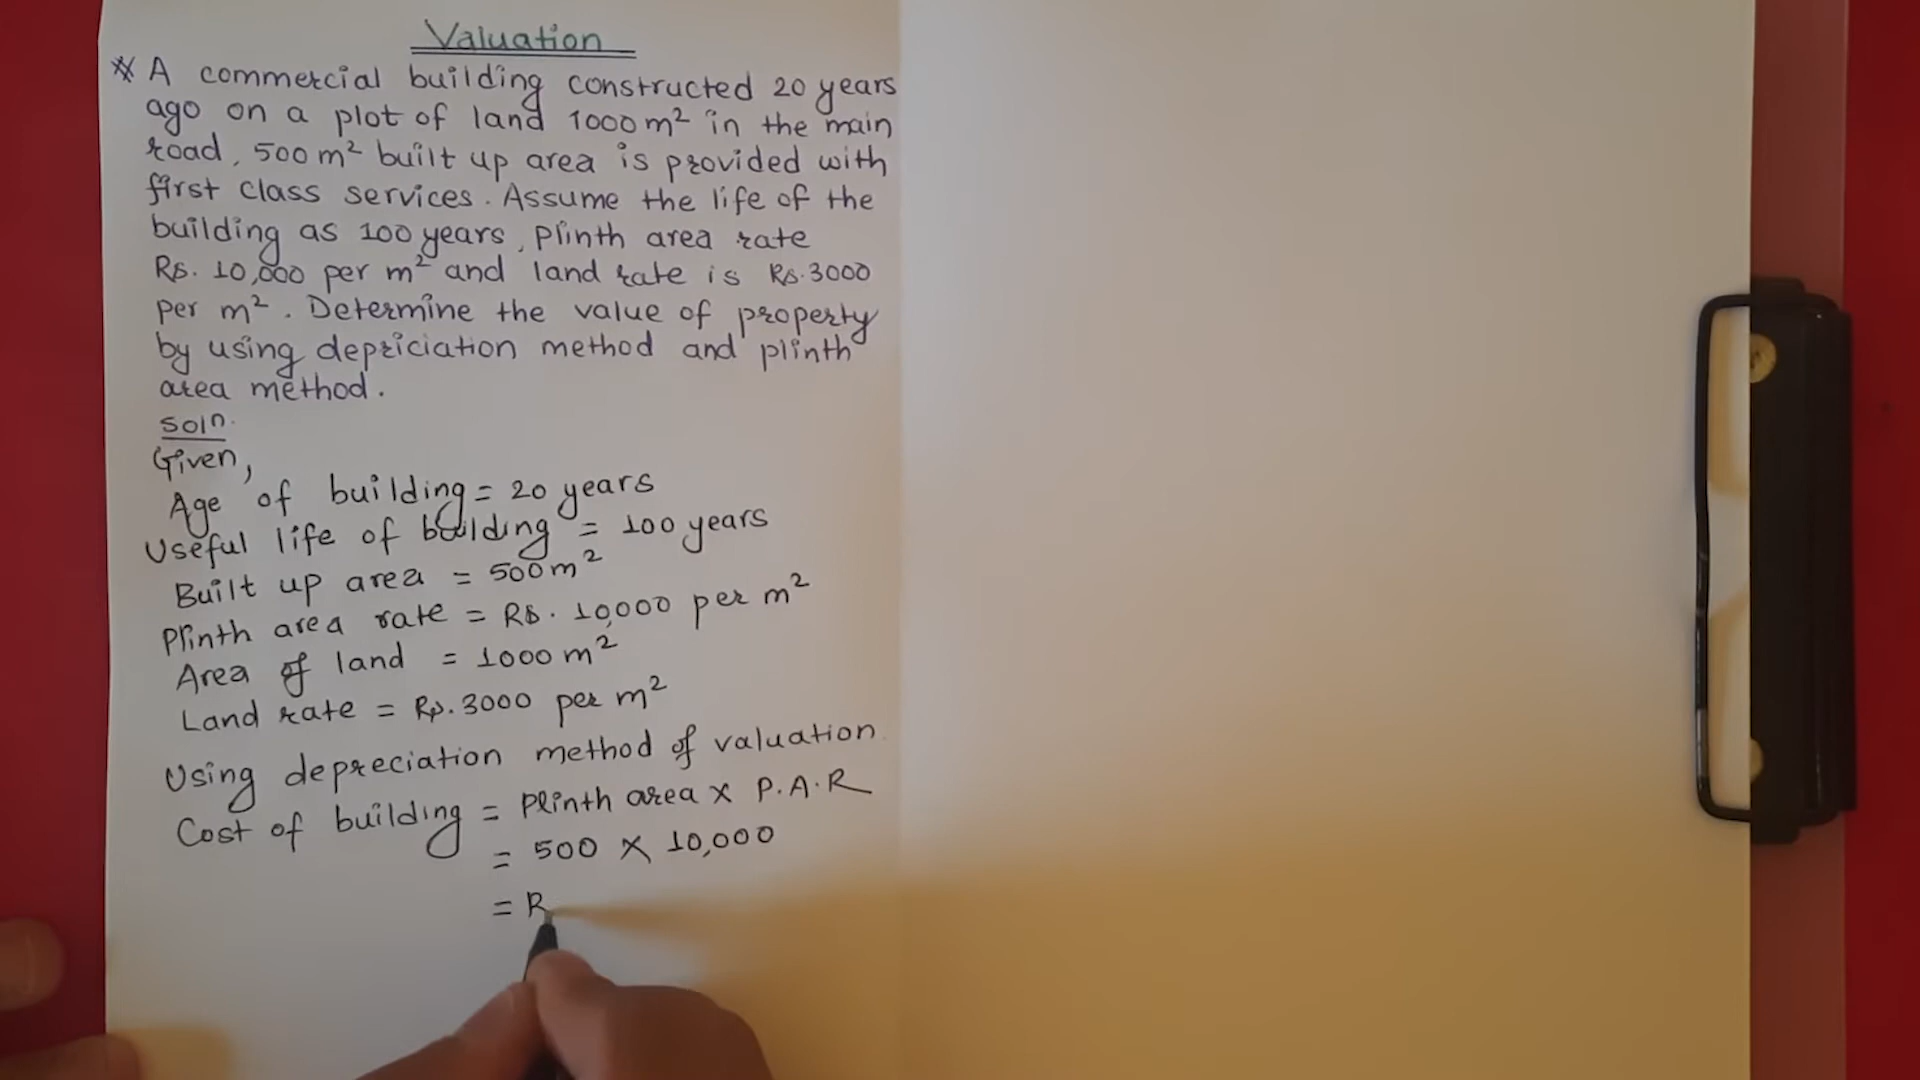 Valuation
* A commercial building constructed 20 years
ago on a plot of land 1000 m² in the main
road, 500 m² built up area is provided with
first class services. Assume the life of the
building as 100 years, plinth area rate
Rs. 10,000 per m² and land rate is Rs. 3000
per m². Determine the value of property
by using depriciation method and plinth
area method.
Soln.
Given,
Age of building = 20 years
Useful life of building = 100 years
Built up area = 500 m²
Plinth area rate = Rs. 10,000 per m²
Area of land = 1000 m²
Land rate = Rs. 3000 per m²
Using depreciation method of valuation
Cost of building = Plinth area x P.A.R
= 500 x 10,000
= R